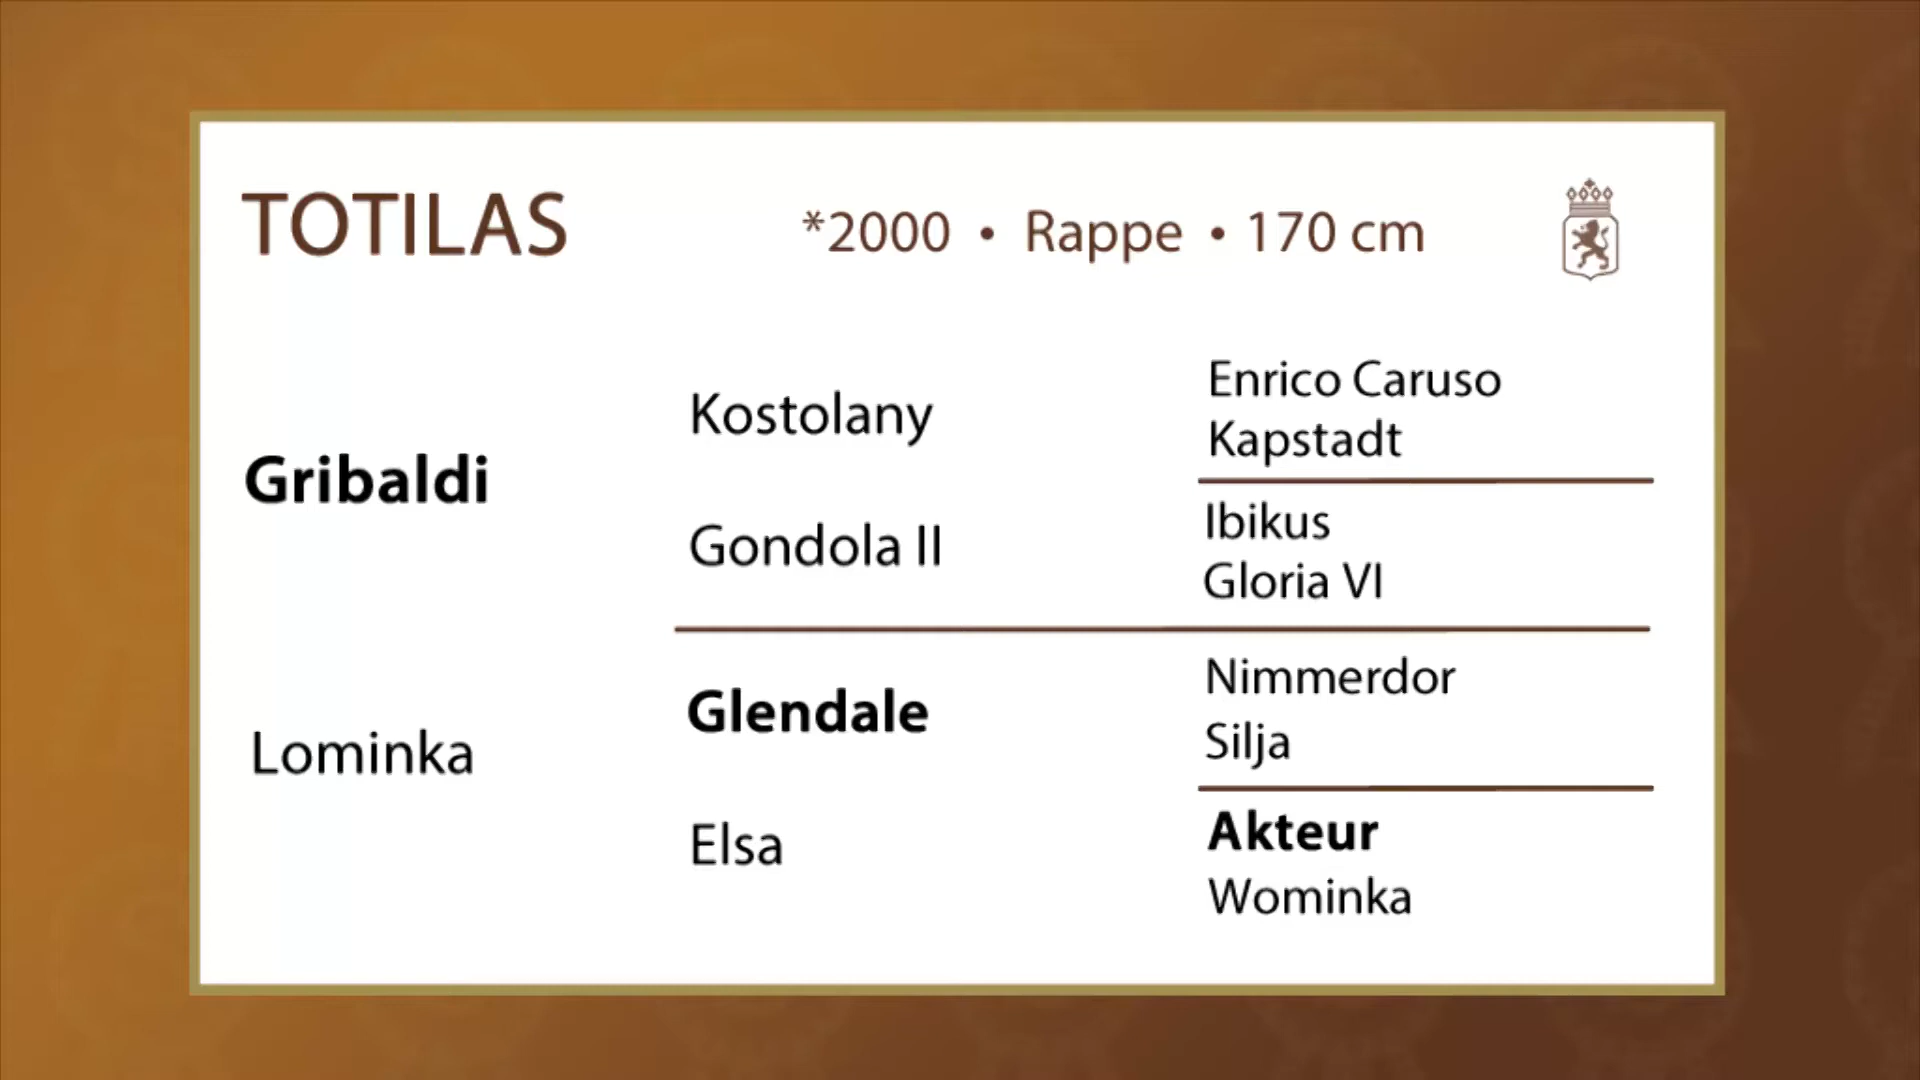 TOTILAS
*2000 • Rappe • 170 cm
Gribaldi
Kostolany
Enrico Caruso
Kapstadt
Gondola II
Ibikus
Gloria VI
Lominka
Glendale
Nimmerdor
Silja
Elsa
Akteur
Wominka